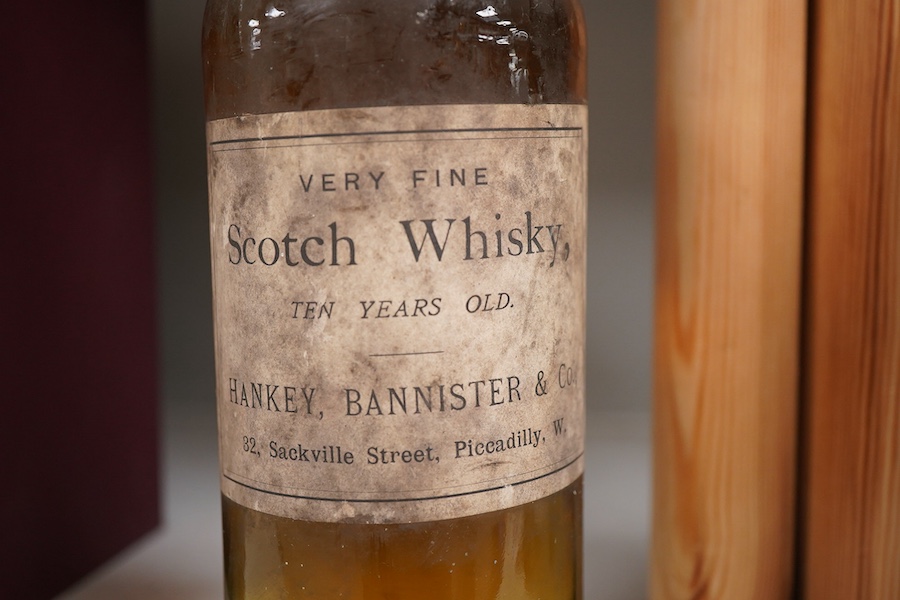 VERY FINE
Scotch Whisky,
TEN YEARS OLD.
HANKEY, BANNISTER & Co
32, Sackville Street, Piccadilly, W.